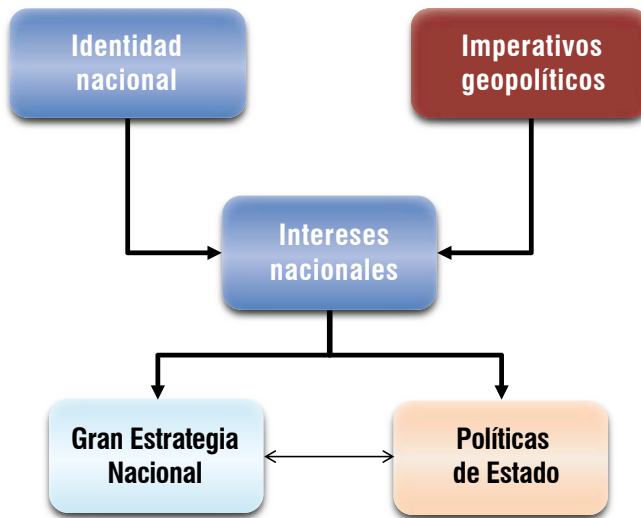 Identidad
nacional
Imperativos
geopolíticos
Intereses
nacionales
Gran Estrategia
Nacional
Políticas
de Estado